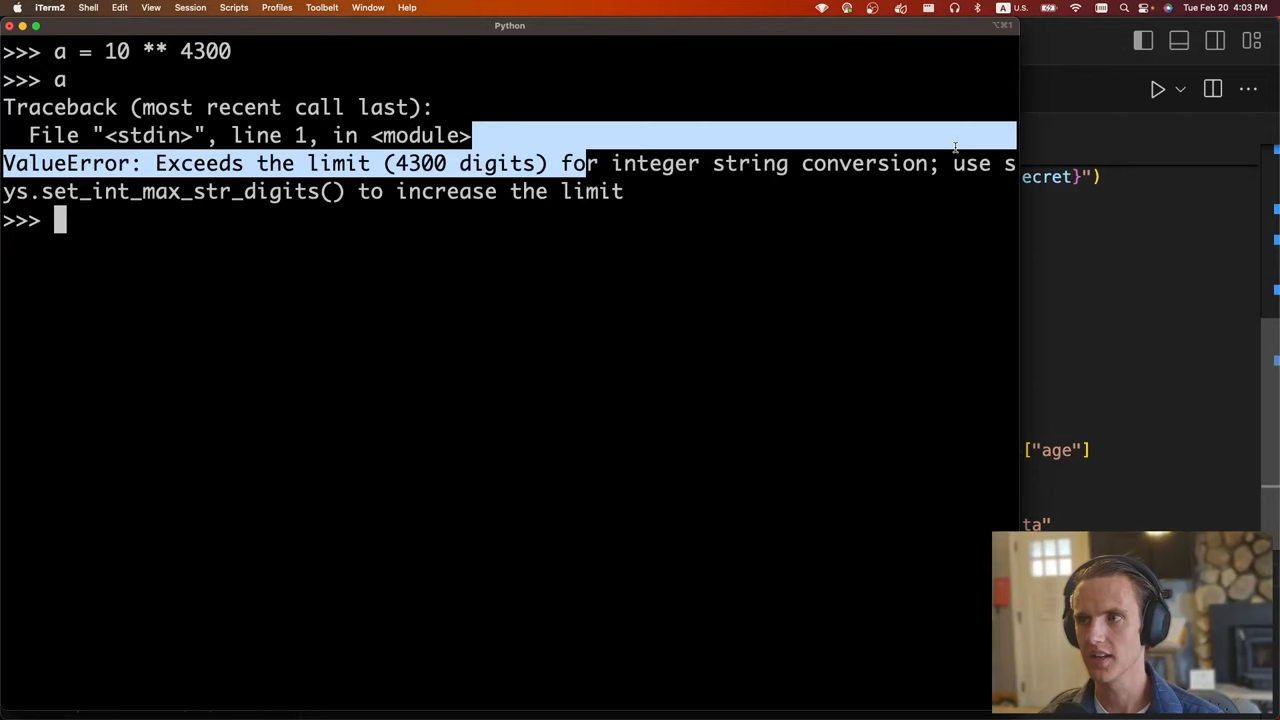 iTerm2 Shell Edit View Session Scripts Profiles Toolbelt Window Help A U.S. Tue Feb 20 4:03 PM
Python ⌥⌘1
>>> a = 10 ** 4300
>>> a
Traceback (most recent call last):
File "<stdin>", line 1, in <module>
ValueError: Exceeds the limit (4300 digits) for integer string conversion; use s
ys.set_int_max_str_digits() to increase the limit
>>>
ecret}")
["age"]
ta"